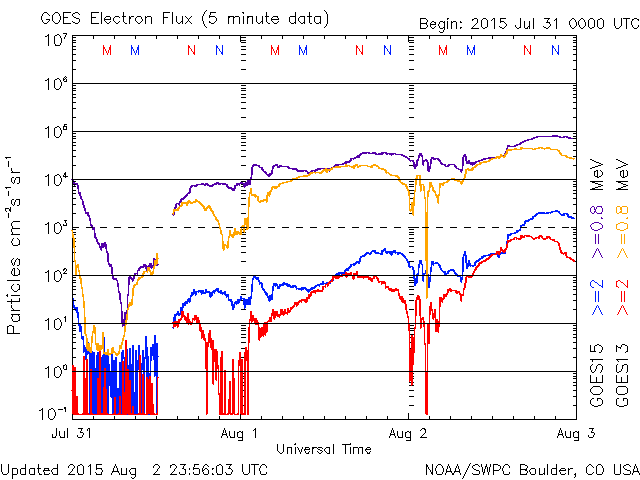 GOES Electron Flux (5 minute data)
Begin: 2015 Jul 31 0000 UTC
M M N N M M N N M M N N
10⁷
10⁶
10⁵
10⁴
10³
10²
10¹
10⁰
10⁻¹
Particles cm⁻²s⁻¹sr⁻¹
Jul 31 Aug 1 Aug 2 Aug 3
Universal Time
GOES15 >=2 >=0.8 MeV
GOES13 >=2 >=0.8 MeV
Updated 2015 Aug 2 23:56:03 UTC
NOAA/SWPC Boulder, CO USA